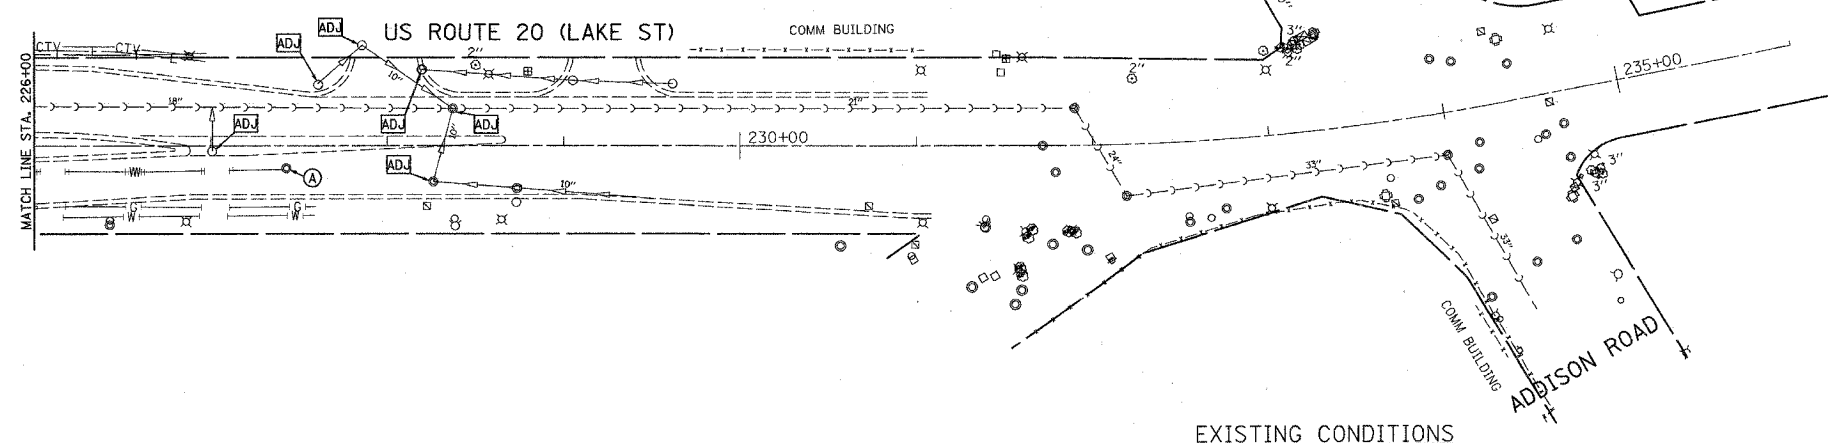 US ROUTE 20 (LAKE ST)
COMM BUILDING
ADJ
ADJ
CTV
CTV
2"
3"
2"
2"
235+00
MATCH LINE STA. 226+00
10"
18"
21"
ADJ
ADJ
ADJ
10"
230+00
24"
33"
ADJ
3"
3"
W
A
10"
G
W
G
W
33"
COMM BUILDING
ADDISON ROAD
EXISTING CONDITIONS